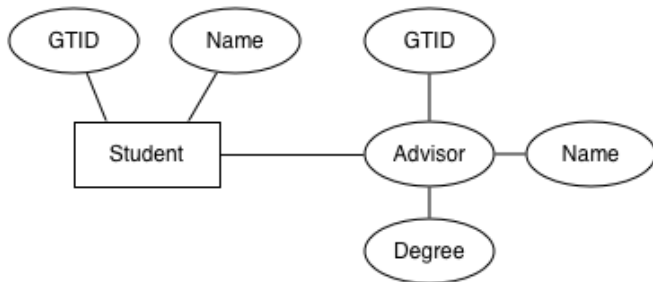 GTID
Name
GTID
Student
Advisor
Name
Degree